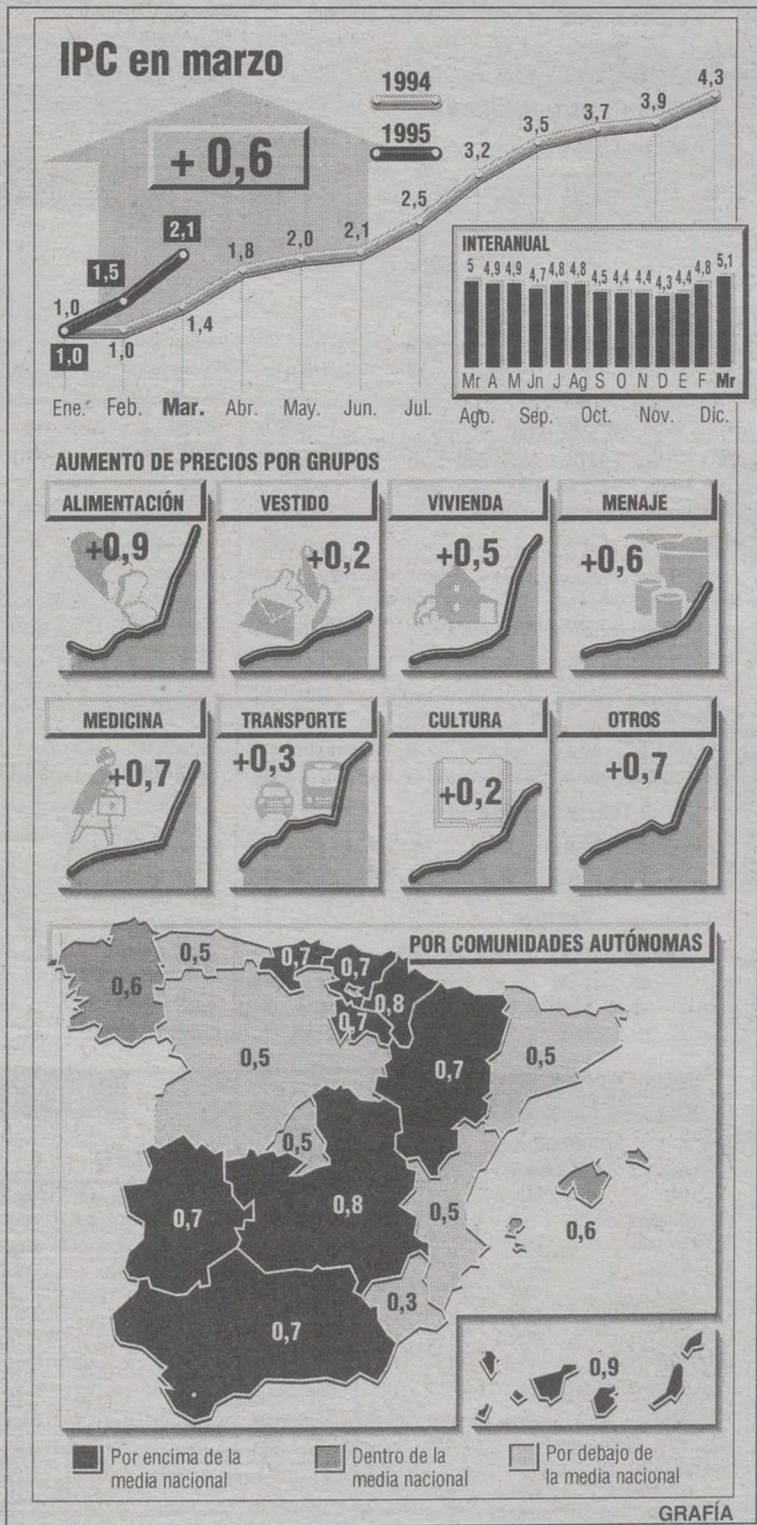 IPC en marzo
+ 0,6
1994
1995
1,0 1,0 1,4 1,8 2,0 2,1 2,5 3,2 3,5 3,7 3,9 4,3
1,0 1,5 2,1
Ene. Feb. Mar. Abr. May. Jun. Jul. Ago. Sep. Oct. Nov. Dic.
INTERANUAL
5 4,9 4,9 4,7 4,8 4,8 4,5 4,4 4,4 4,3 4,4 4,8 5,1
Mr A M Jn J Ag S O N D E F Mr
AUMENTO DE PRECIOS POR GRUPOS
ALIMENTACIÓN
+0,9
VESTIDO
+0,2
VIVIENDA
+0,5
MENAJE
+0,6
MEDICINA
+0,7
TRANSPORTE
+0,3
CULTURA
+0,2
OTROS
+0,7
POR COMUNIDADES AUTÓNOMAS
0,6
0,5
0,7
0,7
0,8
0,7
0,5
0,7
0,5
0,5
0,7
0,8
0,5
0,6
0,3
0,7
0,9
Por encima de la
media nacional
Dentro de la
media nacional
Por debajo de
la media nacional
GRAFÍA